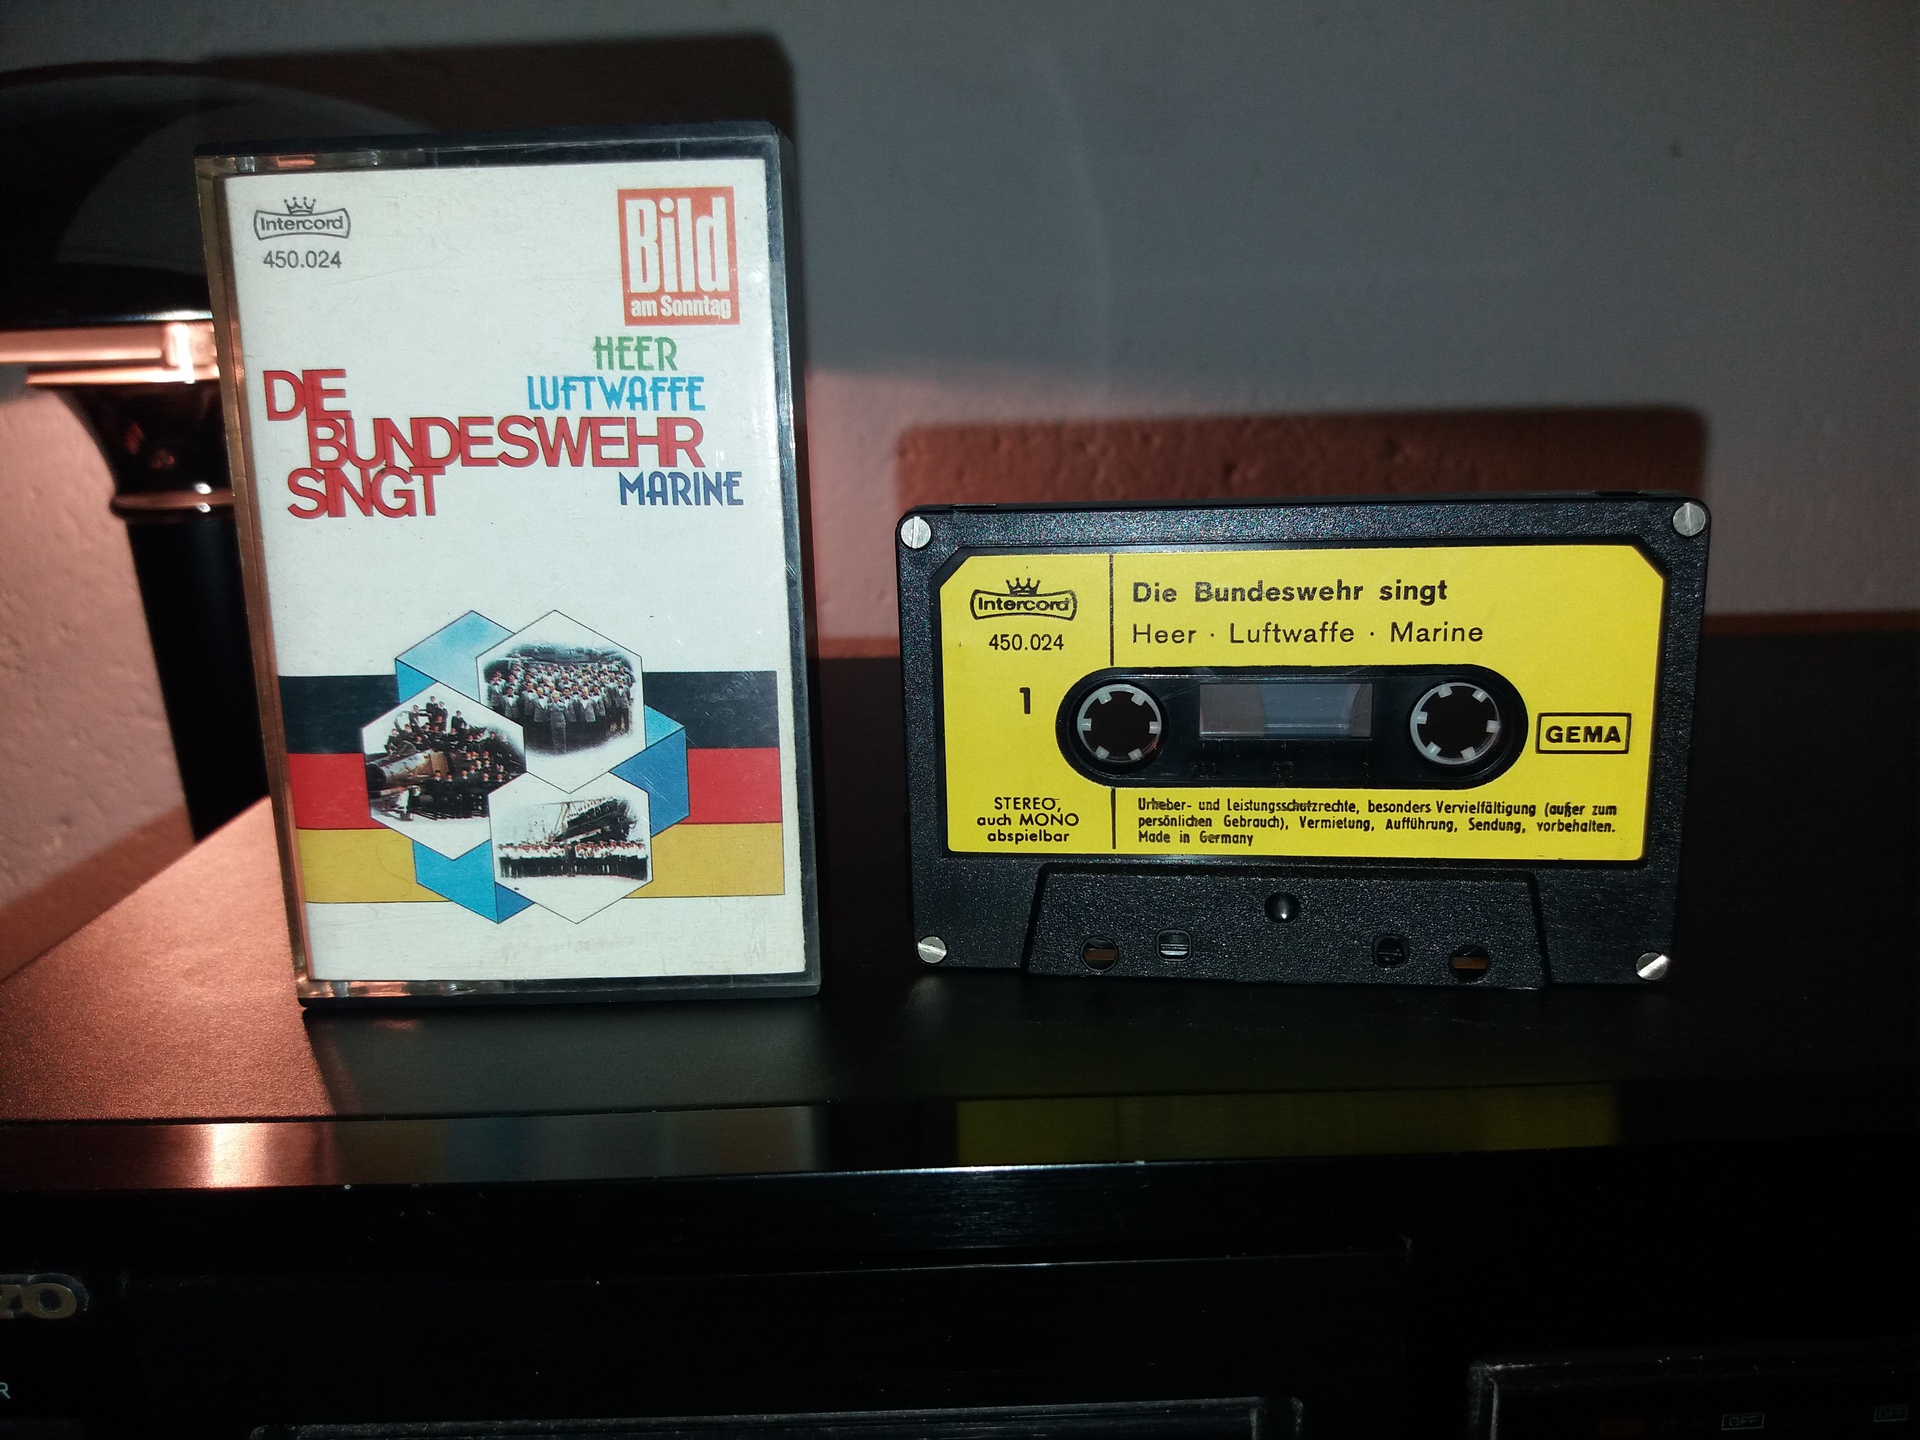 Intercord
450.024
Bild
am Sonntag
HEER
LUFTWAFFE
DIE
BUNDESWEHR
SINGT
MARINE
Intercord
450.024
1
STEREO,
auch MONO
abspielbar
Die Bundeswehr singt
Heer · Luftwaffe · Marine
GEMA
Urheber- und Leistungsschutzrechte, besonders Vervielfältigung (außer zum
persönlichen Gebrauch), Vermietung, Aufführung, Sendung, vorbehalten.
Made in Germany
R
OFF
OFF